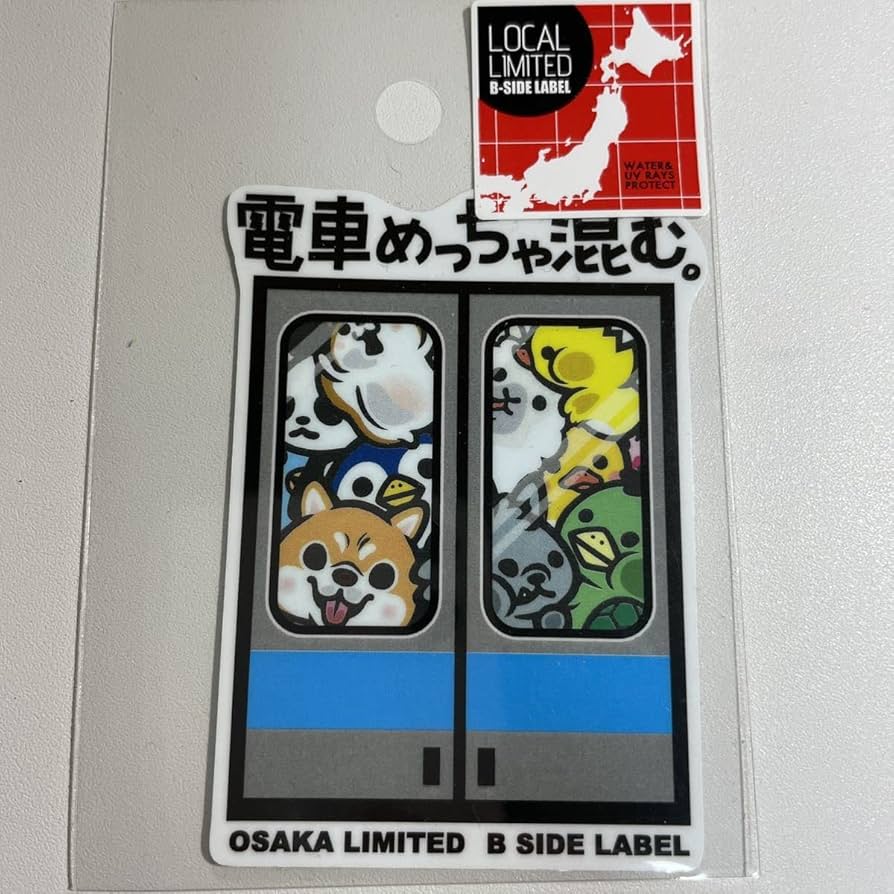 LOCAL
LIMITED
B-SIDE LABEL
WATER&
UV RAYS
PROTECT
電車めっちゃ混む。
OSAKA LIMITED B SIDE LABEL